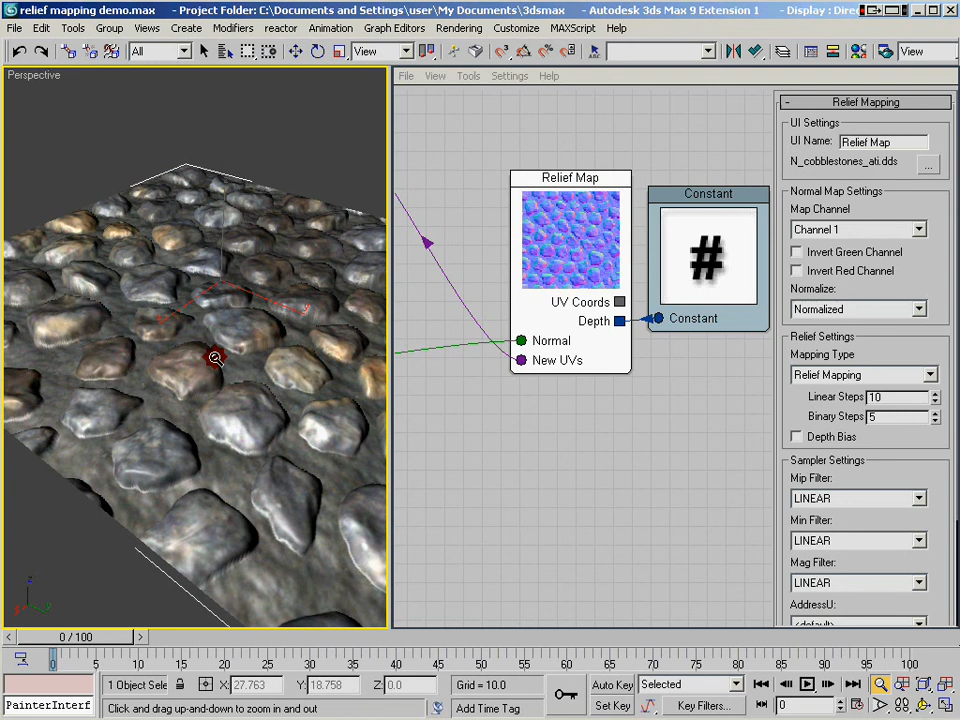 relief mapping demo.max - Project Folder: C:\Documents and Settings\user\My Documents\3dsmax - Autodesk 3ds Max 9 Extension 1 - Display : Direc
File Edit Tools Group Views Create Modifiers reactor Animation Graph Editors Rendering Customize MAXScript Help
All View View
Perspective
File View Tools Settings Help
- Relief Mapping
UI Settings
UI Name: Relief Map
N_cobblestones_ati.dds ...
Normal Map Settings
Map Channel
Channel 1
Invert Green Channel
Invert Red Channel
Normalize:
Normalized
Relief Settings
Mapping Type
Relief Mapping
Linear Steps 10
Binary Steps 5
Depth Bias
Sampler Settings
Mip Filter:
LINEAR
Min Filter:
LINEAR
Mag Filter:
LINEAR
AddressU:
Relief Map
UV Coords
Depth
Normal
New UVs
Constant
#
Constant
z
< 0 / 100 >
0 5 10 15 20 25 30 35 40 45 50 55 60 65 70 75 80 85 90 95 100
1 Object Sele X: 27.763 Y: 18.758 Z: 0.0 Grid = 10.0 Auto Key Selected
PainterInterf Click and drag up-and-down to zoom in and out Add Time Tag Set Key Key Filters... 0